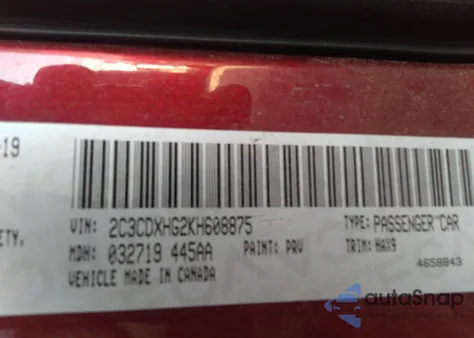 -19
VIN: 2C3CDXHG2KH608875 TYPE: PASSENGER CAR
ETY. MDH: 032719 445AA PAINT: PRV TRIM: HAX9
VEHICLE MADE IN CANADA 4658843
autoSnap